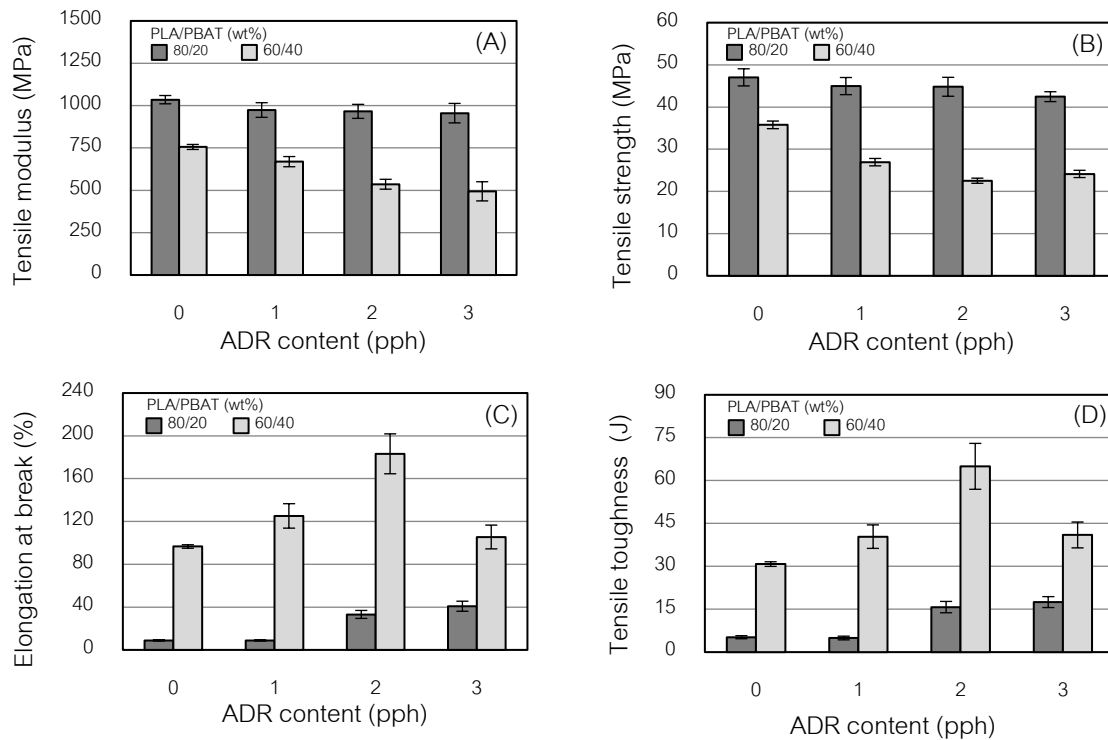 Tensile modulus (MPa)
1500
1250
1000
750
500
250
0
PLA/PBAT (wt%)
80/20 60/40
(A)
0 1 2 3
ADR content (pph)
Tensile strength (MPa)
60
50
40
30
20
10
0
PLA/PBAT (wt%)
80/20 60/40
(B)
0 1 2 3
ADR content (pph)
Elongation at break (%)
240
200
160
120
80
40
0
PLA/PBAT (wt%)
80/20 60/40
(C)
0 1 2 3
ADR content (pph)
Tensile toughness (J)
90
75
60
45
30
15
0
PLA/PBAT (wt%)
80/20 60/40
(D)
0 1 2 3
ADR content (pph)